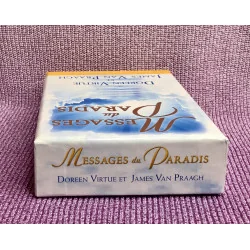 DOREEN VIRTUE
JAMES VAN PRAAGH
MESSAGES
du
PARADIS
MESSAGES DU PARADIS
DOREEN VIRTUE ET JAMES VAN PRAAGH